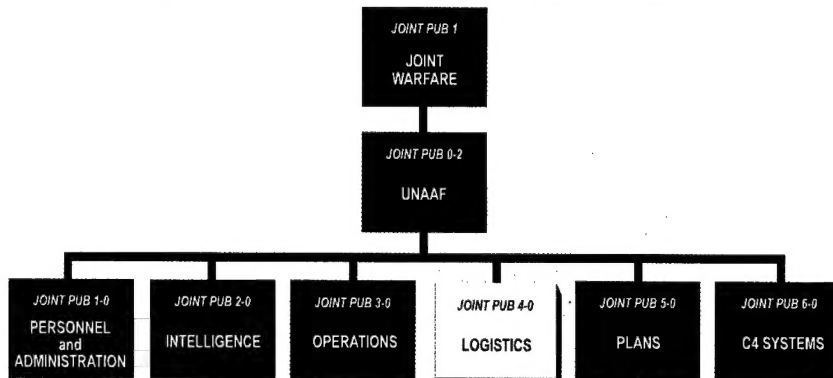 JOINT PUB 1
JOINT
WARFARE
JOINT PUB 0-2
UNAAF
JOINT PUB 1-0
PERSONNEL
and
ADMINISTRATION
JOINT PUB 2-0
INTELLIGENCE
JOINT PUB 3-0
OPERATIONS
JOINT PUB 4-0
LOGISTICS
JOINT PUB 5-0
PLANS
JOINT PUB 6-0
C4 SYSTEMS